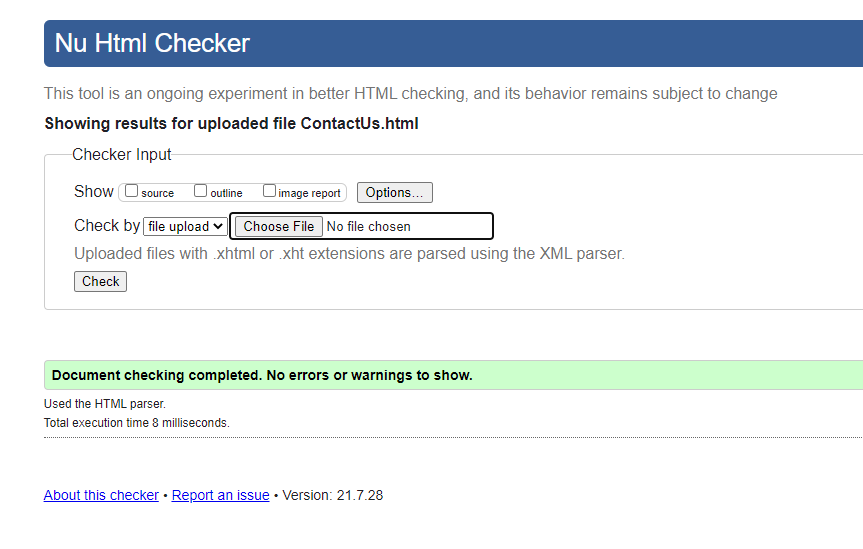 Nu Html Checker
This tool is an ongoing experiment in better HTML checking, and its behavior remains subject to change
Showing results for uploaded file ContactUs.html
Checker Input
Show source outline image report Options...
Check by file upload Choose File No file chosen
Uploaded files with .xhtml or .xht extensions are parsed using the XML parser.
Check
Document checking completed. No errors or warnings to show.
Used the HTML parser.
Total execution time 8 milliseconds.
About this checker • Report an issue • Version: 21.7.28